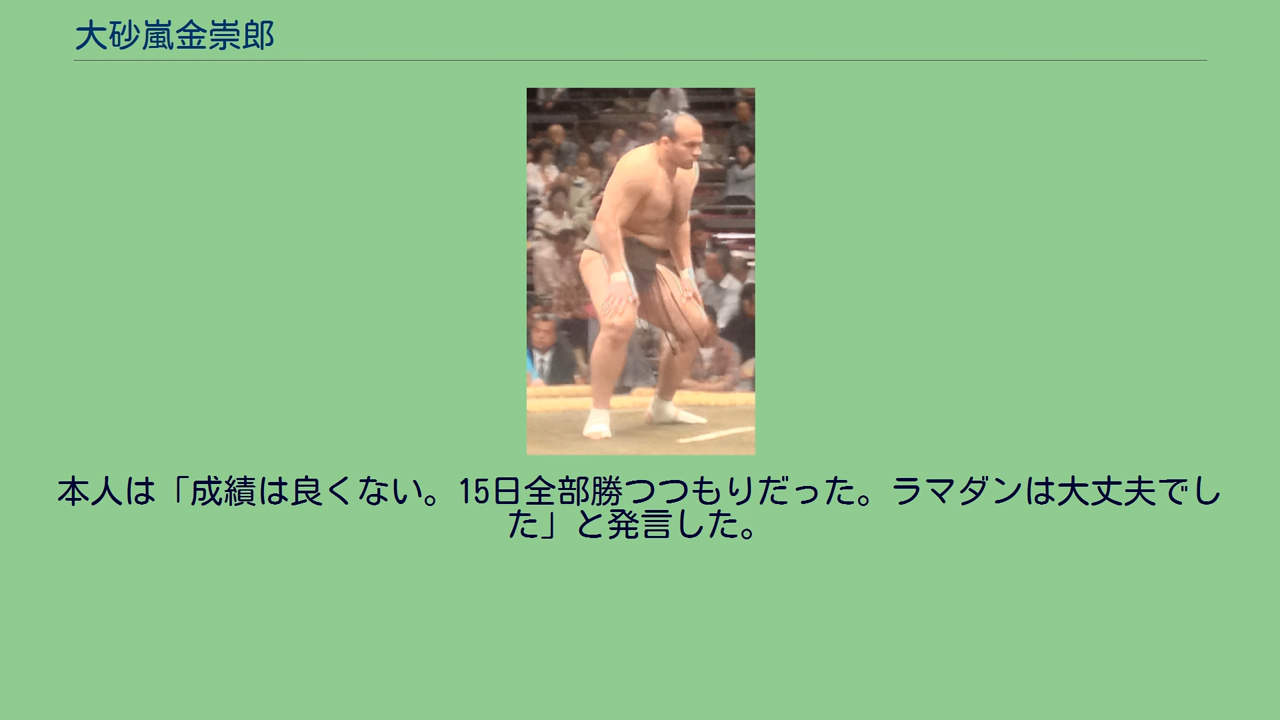 大砂嵐金崇郎
本人は「成績は良くない。15日全部勝つつもりだった。ラマダンは大丈夫でし
た」と発言した。